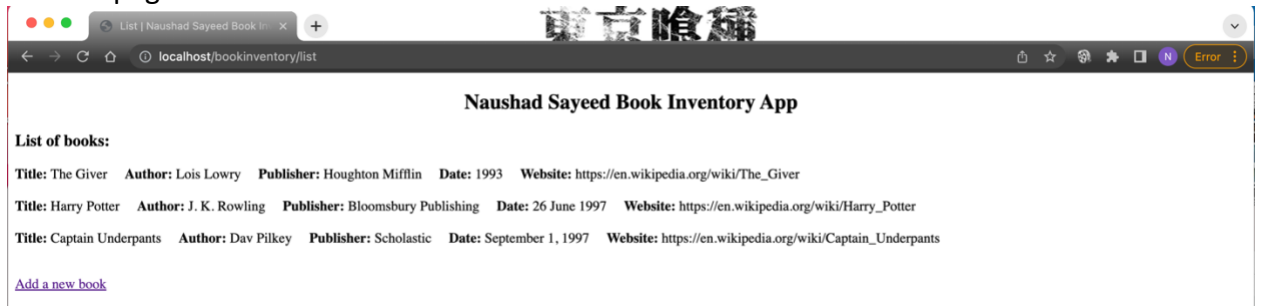 page
List | Naushad Sayeed Book In
東京喰種
localhost/bookinventory/list
N
Error
Naushad Sayeed Book Inventory App
List of books:
Title: The Giver Author: Lois Lowry Publisher: Houghton Mifflin Date: 1993 Website: https://en.wikipedia.org/wiki/The_Giver
Title: Harry Potter Author: J. K. Rowling Publisher: Bloomsbury Publishing Date: 26 June 1997 Website: https://en.wikipedia.org/wiki/Harry_Potter
Title: Captain Underpants Author: Dav Pilkey Publisher: Scholastic Date: September 1, 1997 Website: https://en.wikipedia.org/wiki/Captain_Underpants
Add a new book